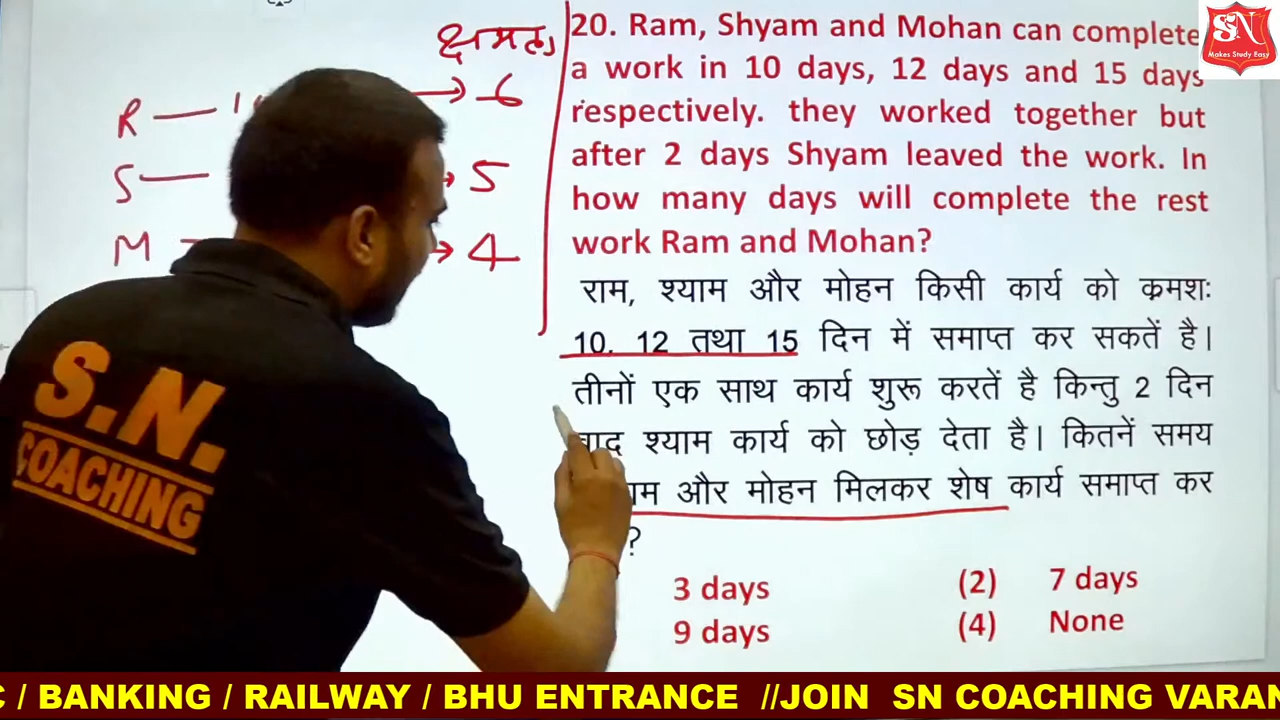 क्षमता
R — 1 → 6
S — → 5
M – → 4
20. Ram, Shyam and Mohan can complete
a work in 10 days, 12 days and 15 days
respectively. they worked together but
after 2 days Shyam leaved the work. In
how many days will complete the rest
work Ram and Mohan?
राम, श्याम और मोहन किसी कार्य को क्रमशः
10. 12 तथा 15 दिन में समाप्त कर सकतें है।
तीनों एक साथ कार्य शुरू करतें है किन्तु 2 दिन
बाद श्याम कार्य को छोड़ देता है। कितनें समय
और मोहन मिलकर शेष कार्य समाप्त कर
?
3 days (2) 7 days
9 days (4) None
SN
Makes Study Easy
S.N.
COACHING
/ BANKING / RAILWAY / BHU ENTRANCE //JOIN SN COACHING